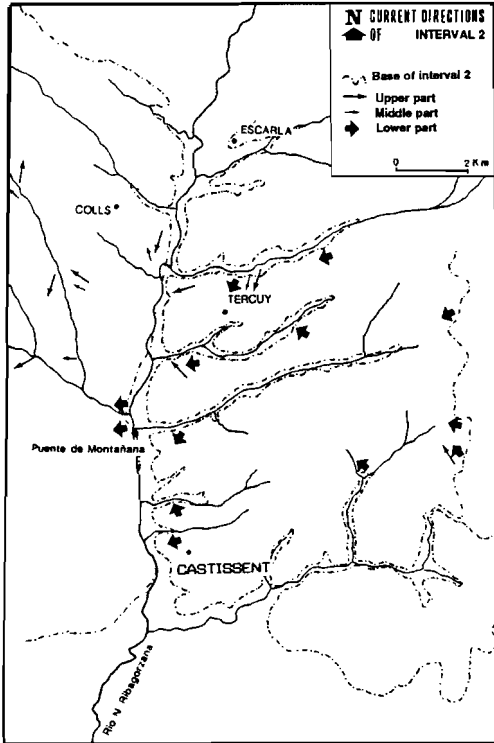 N CURRENT DIRECTIONS
OF INTERVAL 2
Base of interval 2
Upper part
Middle part
Lower part
0 2 Km
ESCARLA
COLLS
TERCUY
Puente de Montañana
CASTISSENT
Rio N Ribagorzana